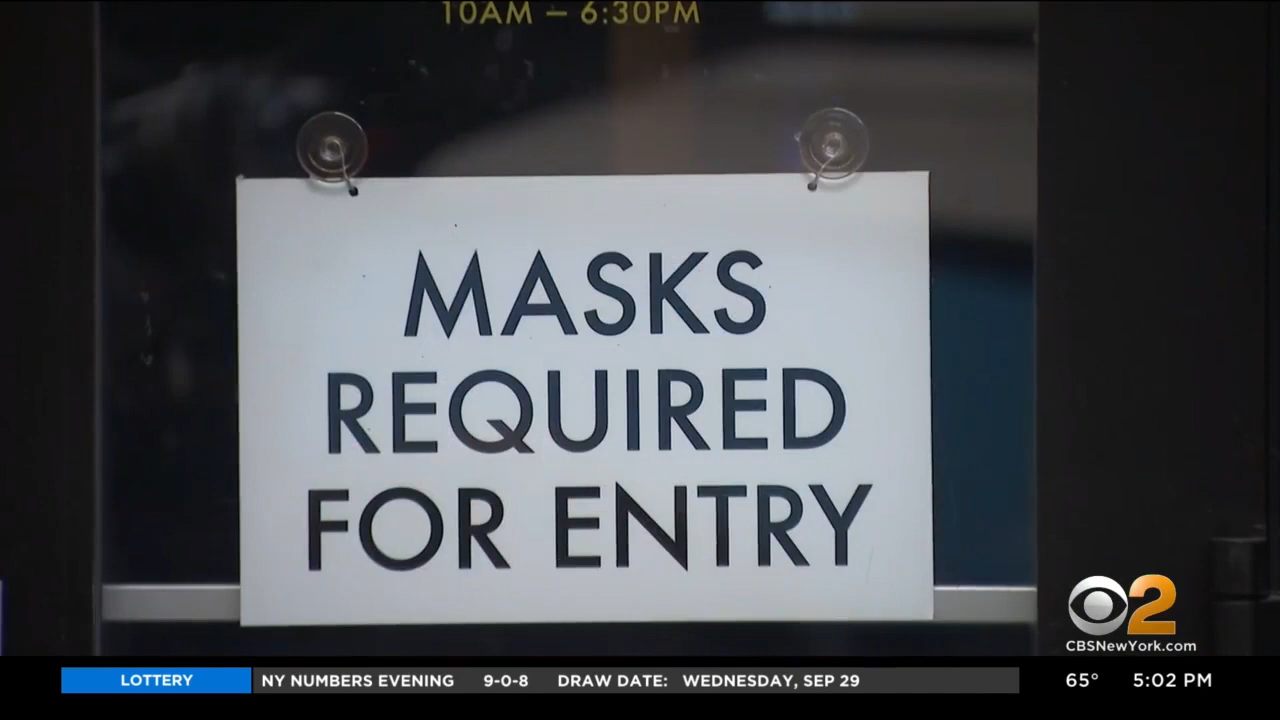 10AM – 6:30PM
MASKS
REQUIRED
FOR ENTRY
2
CBSNewYork.com
LOTTERY NY NUMBERS EVENING 9-0-8 DRAW DATE: WEDNESDAY, SEP 29 65° 5:02 PM